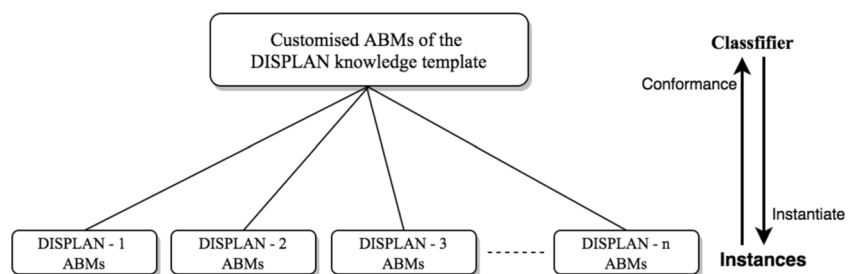 Customised ABMs of the
DISPLAN knowledge template
Classfifier
Conformance
Instantiate
DISPLAN - 1
ABMs
DISPLAN - 2
ABMs
DISPLAN - 3
ABMs
DISPLAN - n
ABMs
Instances